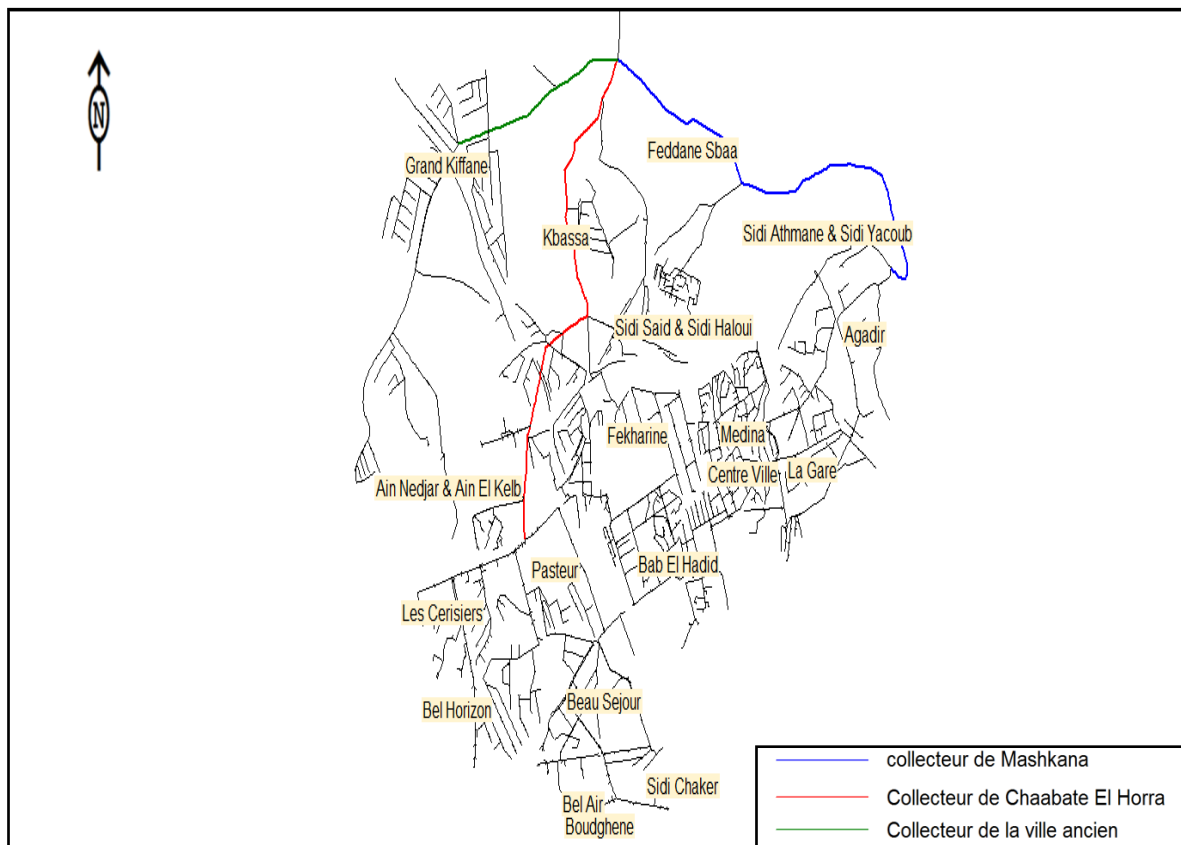 N
Feddane Sbaa
Grand Kiffane
Kbassa
Sidi Athmane & Sidi Yacoub
Sidi Said & Sidi Haloui
Agadir
Fekharine
Medina
Centre Ville
La Gare
Ain Nedjar & Ain El Kelb
Pasteur
Bab El Hadid
Les Cerisiers
Bel Horizon
Beau Sejour
Sidi Chaker
Bel Air
Boudghene
collecteur de Mashkana
Collecteur de Chaabate El Horra
Collecteur de la ville ancien